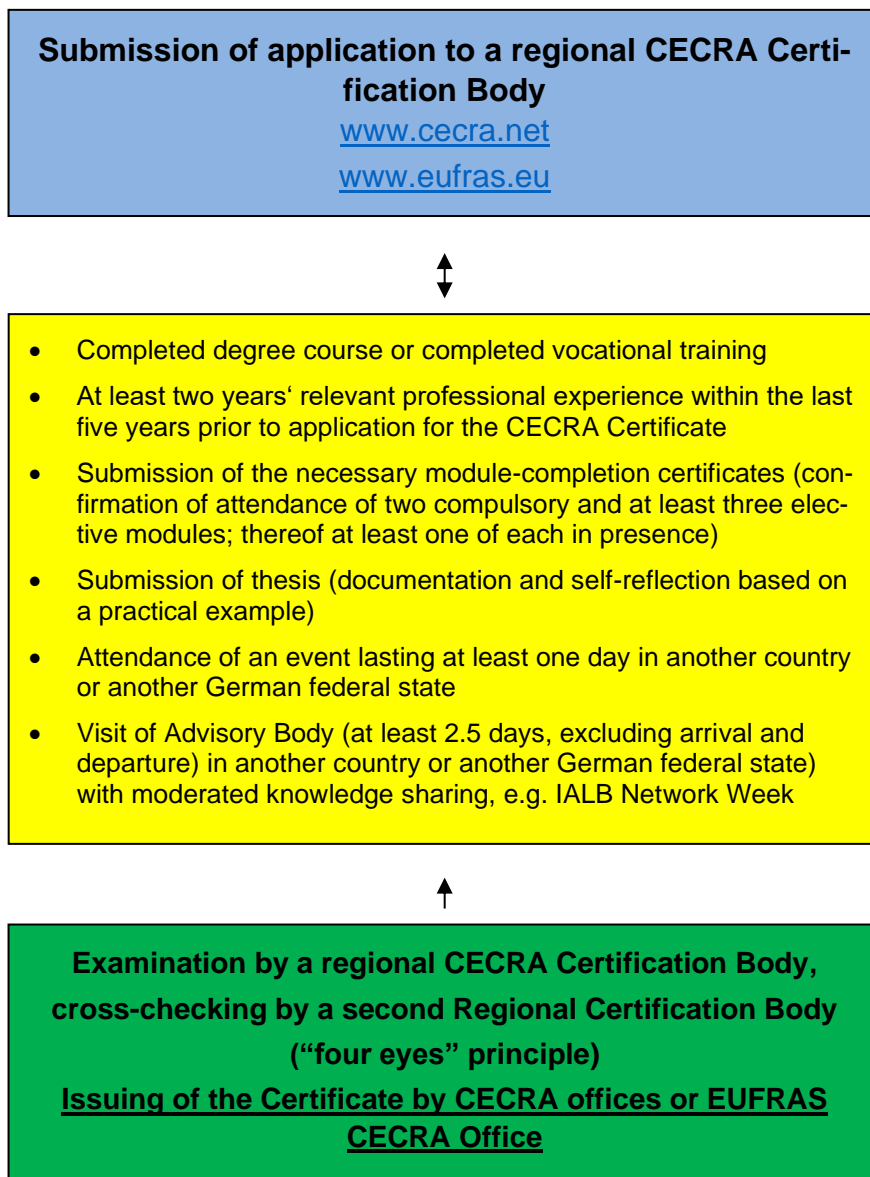 Submission of application to a regional CECRA Certi-
fication Body
www.cecra.net
www.eufras.eu
• Completed degree course or completed vocational training
• At least two years‘ relevant professional experience within the last
five years prior to application for the CECRA Certificate
• Submission of the necessary module-completion certificates (con-
firmation of attendance of two compulsory and at least three elec-
tive modules; thereof at least one of each in presence)
• Submission of thesis (documentation and self-reflection based on
a practical example)
• Attendance of an event lasting at least one day in another country
or another German federal state
• Visit of Advisory Body (at least 2.5 days, excluding arrival and
departure) in another country or another German federal state)
with moderated knowledge sharing, e.g. IALB Network Week
Examination by a regional CECRA Certification Body,
cross-checking by a second Regional Certification Body
(“four eyes” principle)
Issuing of the Certificate by CECRA offices or EUFRAS
CECRA Office